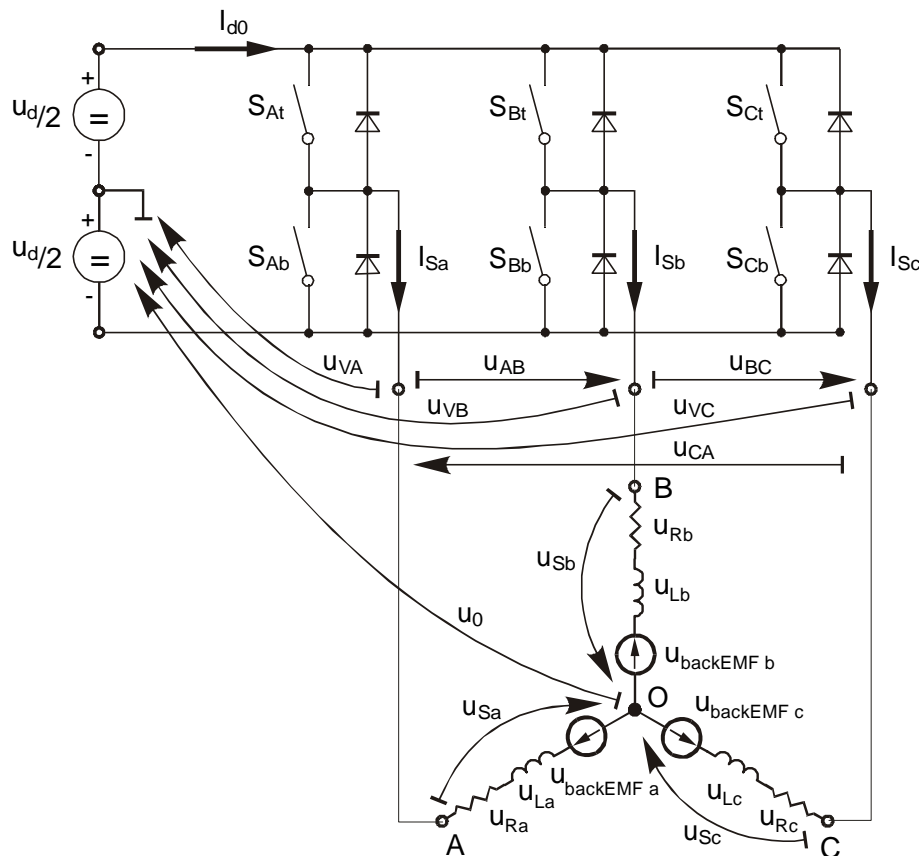 I_d0
+
u_d/2
=
-
S_At
S_Bt
S_Ct
+
u_d/2
=
-
S_Ab
I_Sa
S_Bb
I_Sb
S_Cb
I_Sc
u_VA
u_AB
u_BC
u_VB
u_VC
u_CA
B
u_Rb
u_Sb
u_Lb
u_0
u_backEMF b
O
u_Sa
u_backEMF c
u_backEMF a
u_La
u_Lc
u_Ra
u_Rc
A
u_Sc
C